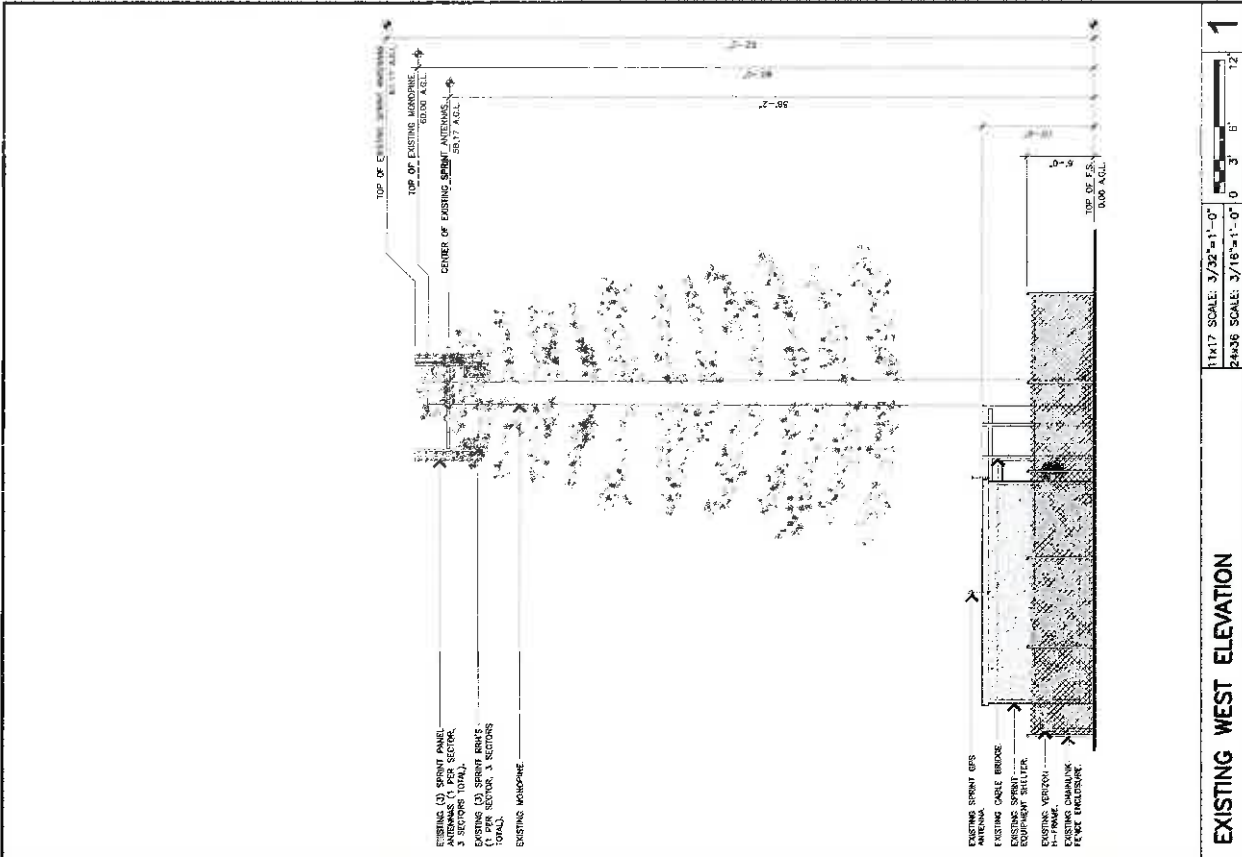 TOP OF
TOP OF EXISTING MONOPINE
60.00 A.G.L.
CENTER OF EXISTING SPRINT ANTENNAS
58.17 A.G.L.
58'-2"
6'-0"
TOP OF F.S.
0.00 A.G.L.
EXISTING (3) SPRINT PANEL
ANTENNAS (1 PER SECTOR,
3 SECTORS TOTAL).
EXISTING (3) SPRINT RRH'S
(1 PER SECTOR, 3 SECTORS
TOTAL).
EXISTING MONOPINE.
EXISTING SPRINT GPS
ANTENNA.
EXISTING CABLE BRIDGE.
EXISTING SPRINT
EQUIPMENT SHELTER.
EXISTING VERIZON
H-FRAME.
EXISTING CHAINLINK
FENCE ENCLOSURE.
EXISTING WEST ELEVATION
11x17 SCALE: 3/32"=1'-0"
24x36 SCALE: 3/16"=1'-0"
0 3' 6' 12'
1